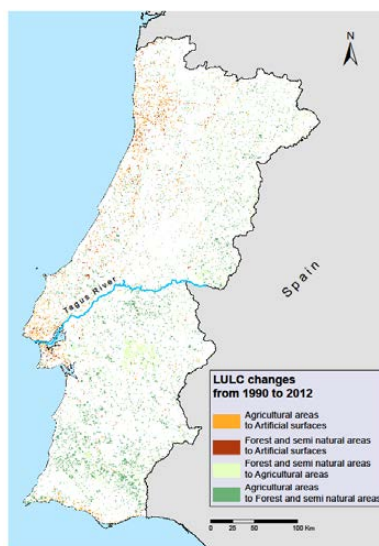 N
Tagus River
Spain
LULC changes
from 1990 to 2012
Agricultural areas
to Artificial surfaces
Forest and semi natural areas
to Artificial surfaces
Forest and semi natural areas
to Agricultural areas
Agricultural areas
to Forest and semi natural areas
0 25 50 100 Km